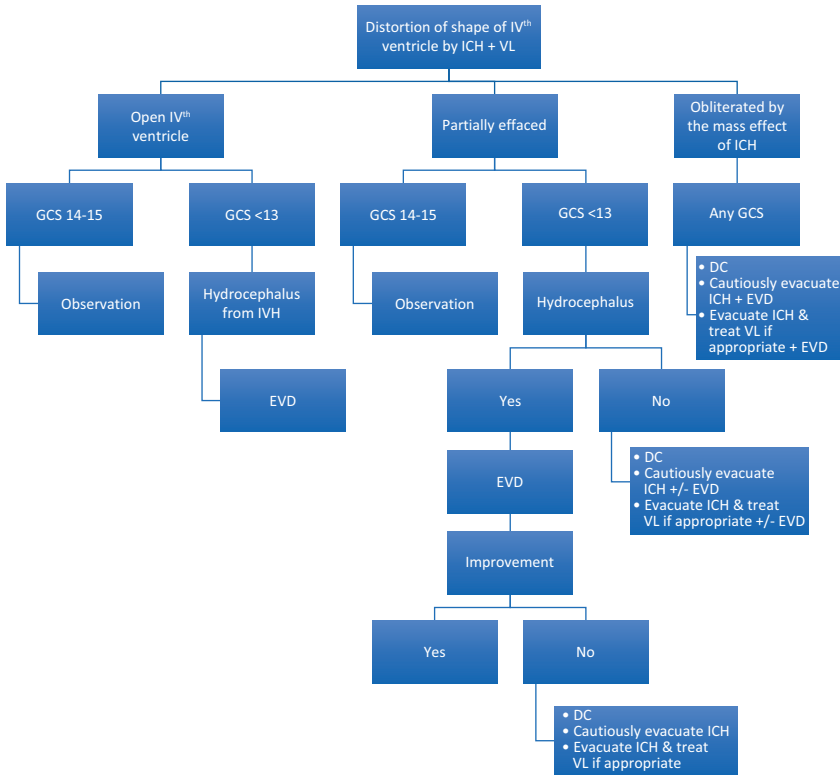 Distortion of shape of IVth
ventricle by ICH + VL
Open IVth
ventricle
Partially effaced
Obliterated by
the mass effect
of ICH
GCS 14-15
GCS <13
GCS 14-15
GCS <13
Any GCS
Observation
Hydrocephalus
from IVH
Observation
Hydrocephalus
• DC
• Cautiously evacuate
ICH + EVD
• Evacuate ICH &
treat VL if
appropriate + EVD
EVD
Yes
No
EVD
• DC
• Cautiously evacuate
ICH +/- EVD
• Evacuate ICH & treat
VL if appropriate +/- EVD
Improvement
Yes
No
• DC
• Cautiously evacuate ICH
• Evacuate ICH & treat
VL if appropriate